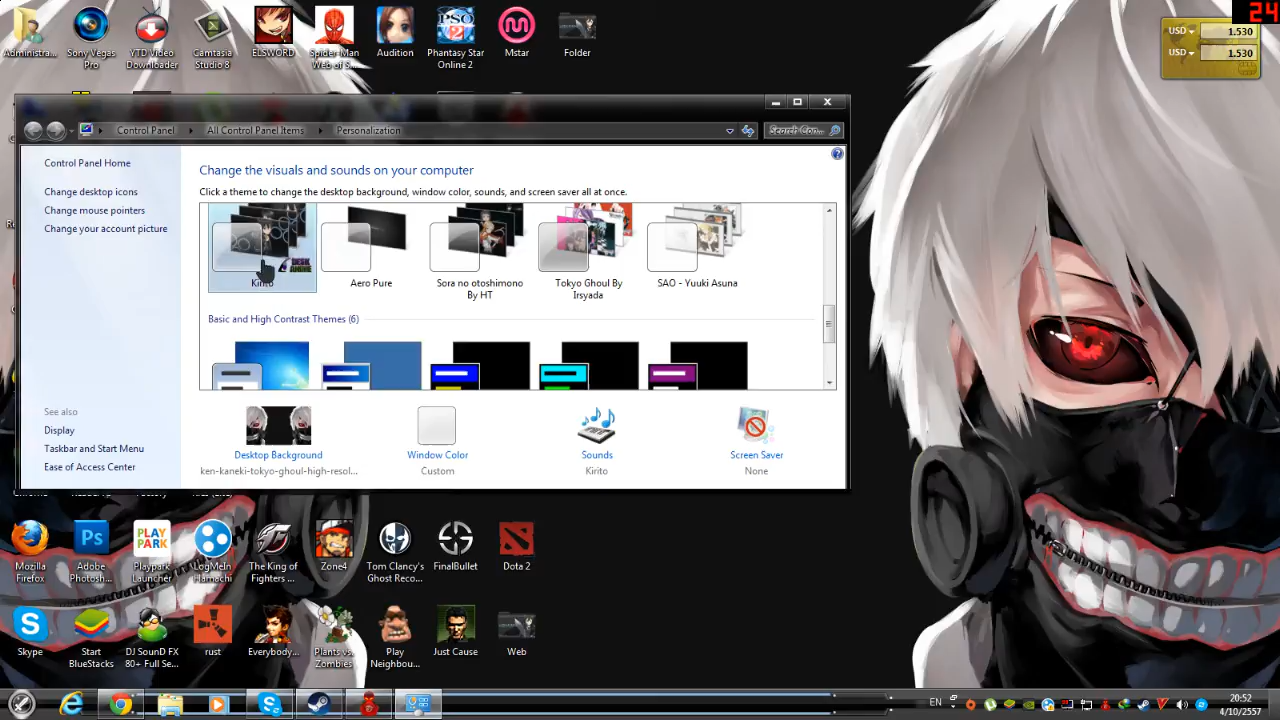 24
Administra...
Sony Vegas
Pro
YTD Video
Downloader
Camtasia
Studio 8
ELSWORD
Spider-Man
Web of S...
Audition
Phantasy Star
Online 2
Mstar
Folder
USD
1.530
USD
1.530
Control Panel
All Control Panel Items
Personalization
Search Con...
Control Panel Home
Change desktop icons
Change mouse pointers
Change your account picture
Change the visuals and sounds on your computer
Click a theme to change the desktop background, window color, sounds, and screen saver all at once.
Kirito
Aero Pure
Sora no otoshimono
By HT
Tokyo Ghoul By
Irsyada
SAO - Yuuki Asuna
Basic and High Contrast Themes (6)
See also
Display
Taskbar and Start Menu
Ease of Access Center
Desktop Background
ken-kaneki-tokyo-ghoul-high-resol...
Window Color
Custom
Sounds
Kirito
Screen Saver
None
Mozilla
Firefox
Adobe
Photosh...
Playpark
Launcher
LogMeIn
Hamachi
The King of
Fighters ...
Zone4
Tom Clancy's
Ghost Reco...
FinalBullet
Dota 2
Skype
Start
BlueStacks
DJ SounD FX
80+ Full Se...
rust
Everybody...
Plants vs.
Zombies
Play
Neighbou...
Just Cause
Web
EN
20:52
4/10/2557